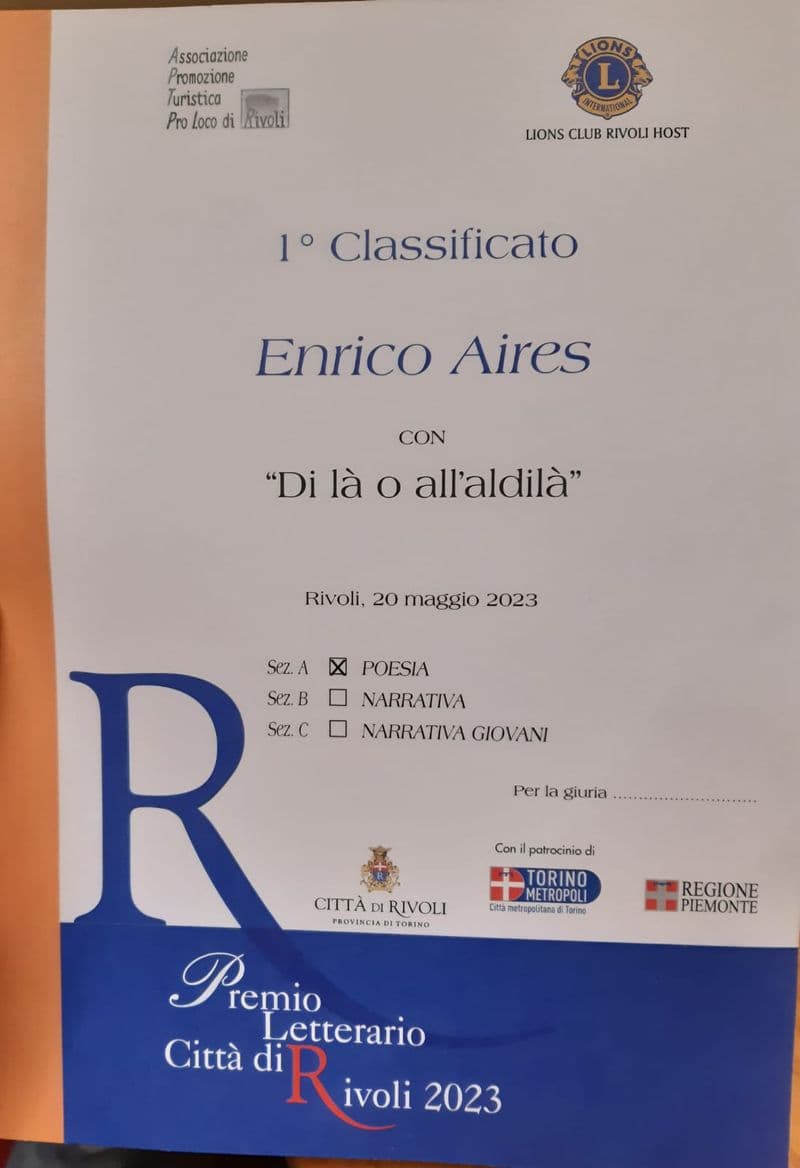 Associazione
Promozione
Turistica
Pro Loco di Rivoli
LIONS
L
INTERNATIONAL
LIONS CLUB RIVOLI HOST
1° Classificato
Enrico Aires
CON
“Di là o all'aldilà”
Rivoli, 20 maggio 2023
Sez. A ☒ POESIA
Sez. B ☐ NARRATIVA
Sez. C ☐ NARRATIVA GIOVANI
Per la giuria ............................
R
CITTÀ DI RIVOLI
PROVINCIA DI TORINO
Con il patrocinio di
TORINO
METROPOLI
Città metropolitana di Torino
REGIONE
PIEMONTE
Premio
Letterario
Città di Rivoli 2023